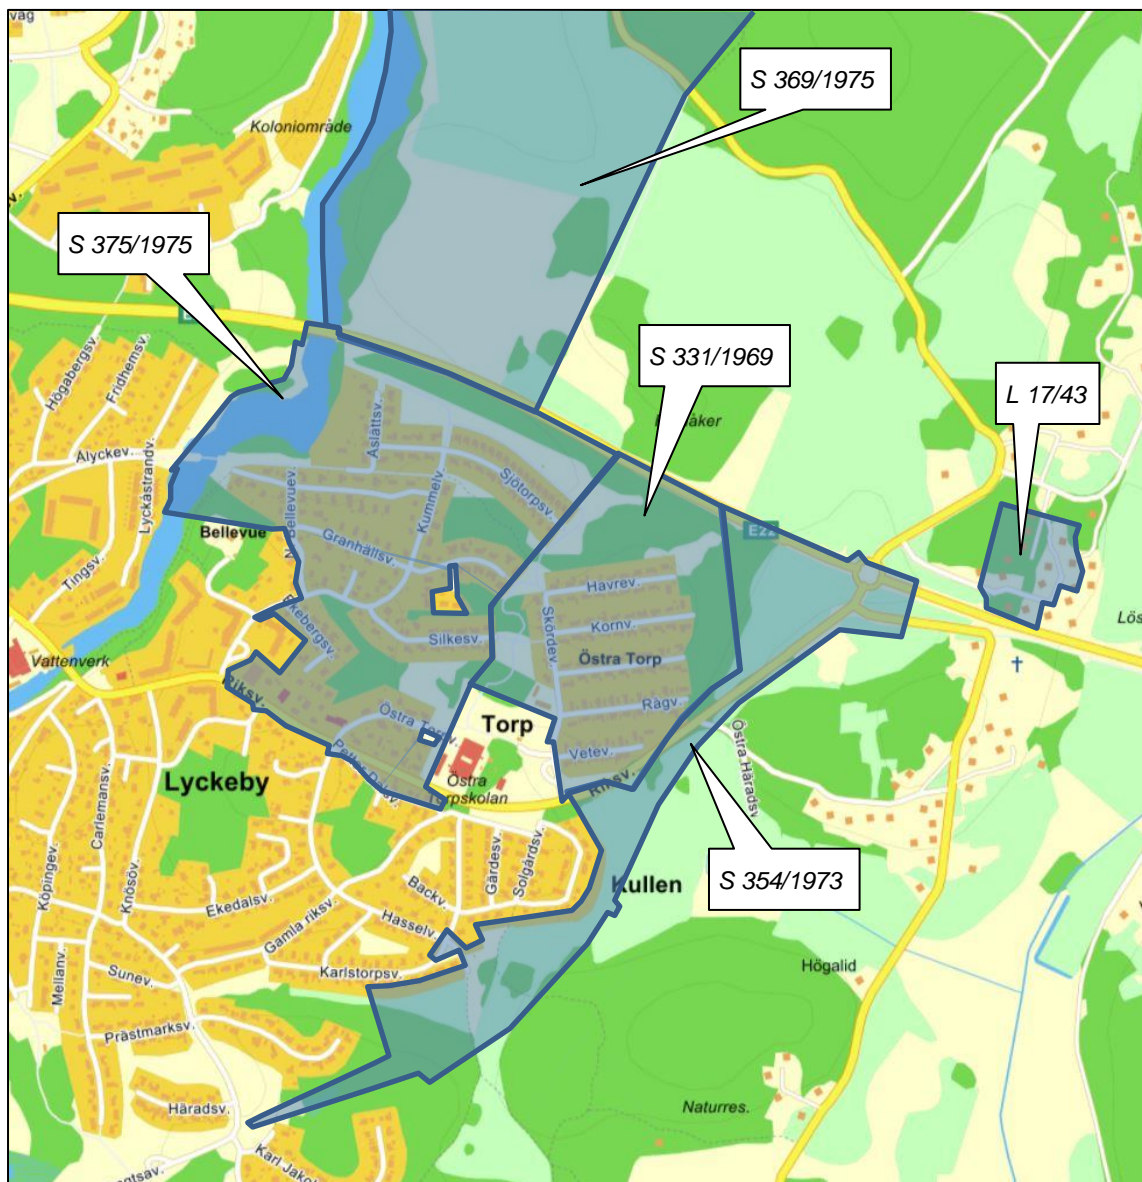 S 369/1975
Koloniområde
S 375/1975
S 331/1969
L 17/43
Högabergsv.
Fridhemsv.
Lyckåstrandv.
Alyckev.
Tingsv.
Bellevue
N Bellevuev.
Åslättsv.
Kummelv.
Sjötorpsv.
Granhällsv.
Silkesv.
E22
Havrev.
Kornv.
Skördev.
Östra Torp
Rågv.
Vetev.
Riksv.
Vattenverk
Riksv.
Torp
Östra
Torpskolan
Östra Häradsv
Lyckeby
Carlemansv.
Köpingev.
Knösöv.
Ekedalsv.
Gamla riksv.
Backv.
Hasselv.
Gärdesv.
Solgårdsv.
Kullen
S 354/1973
Karlstorpsv.
Sunev.
Mellanv.
Prästmarksv.
Högalid
Häradsv.
Naturres.